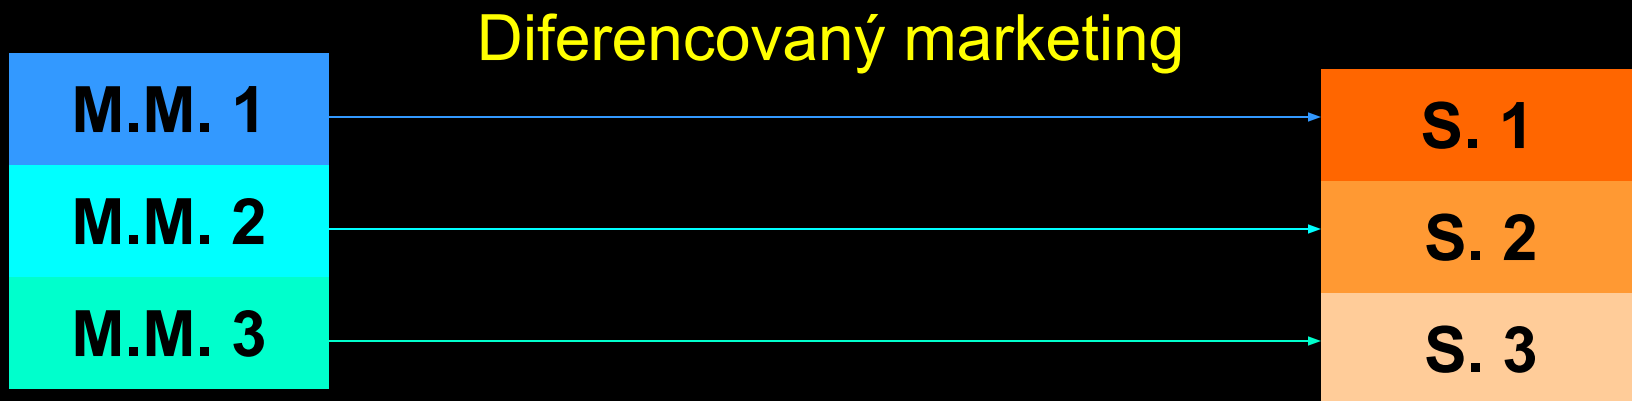 Diferencovaný marketing
M.M. 1
S. 1
M.M. 2
S. 2
M.M. 3
S. 3